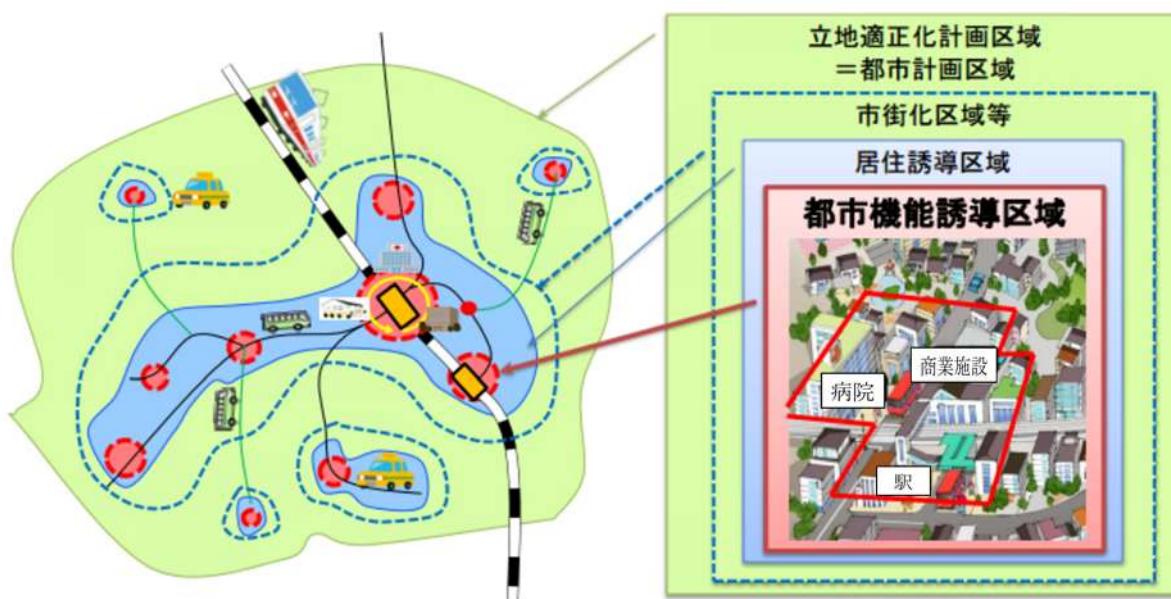 立地適正化計画区域
＝都市計画区域
市街化区域等
居住誘導区域
都市機能誘導区域
商業施設
病院
駅